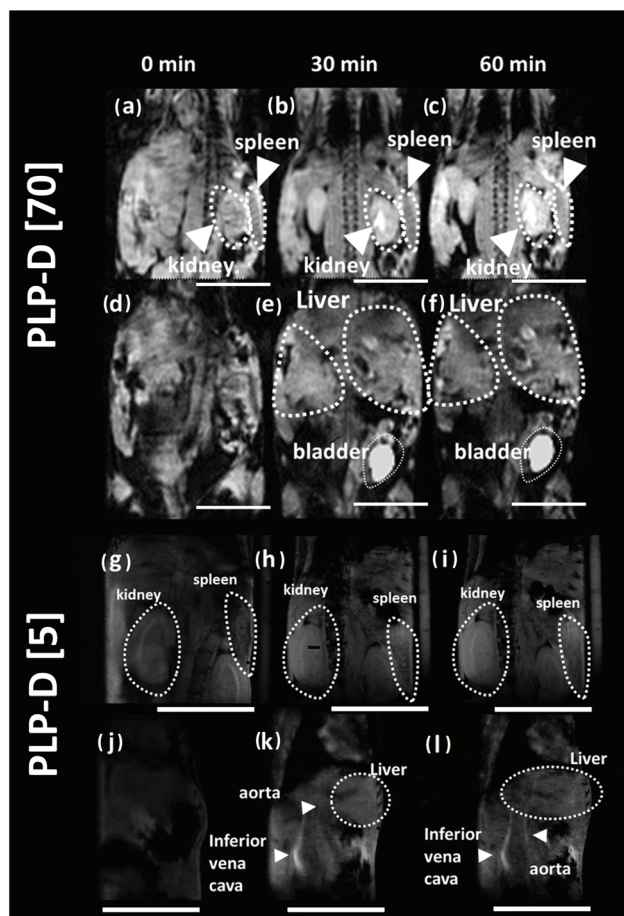 0 min 30 min 60 min
PLP-D [70]
(a) (b) (c)
spleen spleen spleen
kidney kidney kidney
(d) (e) Liver (f) Liver
bladder bladder
PLP-D [5]
(g) (h) (i)
kidney spleen kidney spleen kidney spleen
(j) (k) (l)
Liver Liver
aorta
Inferior vena cava
Inferior vena cava
aorta